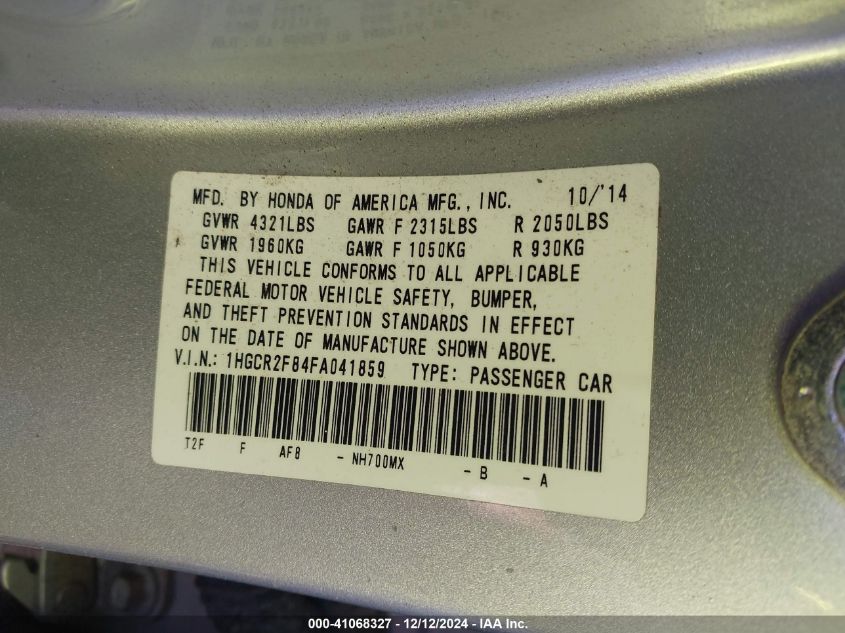 MFD. BY HONDA OF AMERICA MFG., INC. 10/'14
GVWR 4321LBS GAWR F 2315LBS R 2050LBS
GVWR 1960KG GAWR F 1050KG R 930KG
THIS VEHICLE CONFORMS TO ALL APPLICABLE
FEDERAL MOTOR VEHICLE SAFETY, BUMPER,
AND THEFT PREVENTION STANDARDS IN EFFECT
ON THE DATE OF MANUFACTURE SHOWN ABOVE.
V.I.N.: 1HGCR2F84FA041859 TYPE: PASSENGER CAR
T2F F AF8 - NH700MX - B - A
000-41068327 - 12/12/2024 - IAA Inc.